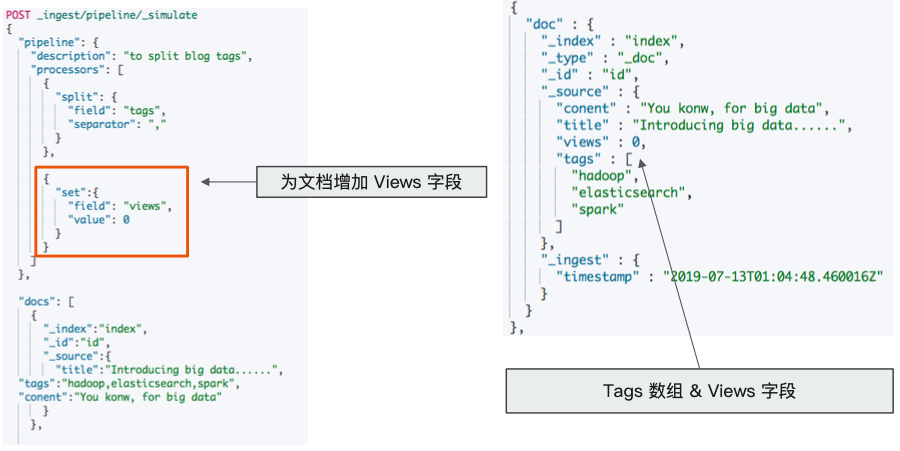 POST _ingest/pipeline/_simulate
{
"pipeline": {
"description": "to split blog tags",
"processors": [
{
"split": {
"field": "tags",
"separator": ","
}
},
{
"set":{
"field": "views",
"value": 0
}
}
]
},
"docs": [
{
"_index":"index",
"_id":"id",
"_source":{
"title":"Introducing big data......",
"tags":"hadoop,elasticsearch,spark",
"conent":"You konw, for big data"
}
},
为文档增加 Views 字段
{
"doc" : {
"_index" : "index",
"_type" : "_doc",
"_id" : "id",
"_source" : {
"conent" : "You konw, for big data",
"title" : "Introducing big data......",
"views" : 0,
"tags" : [
"hadoop",
"elasticsearch",
"spark"
]
},
"_ingest" : {
"timestamp" : "2019-07-13T01:04:48.460016Z"
}
}
},
Tags 数组 & Views 字段